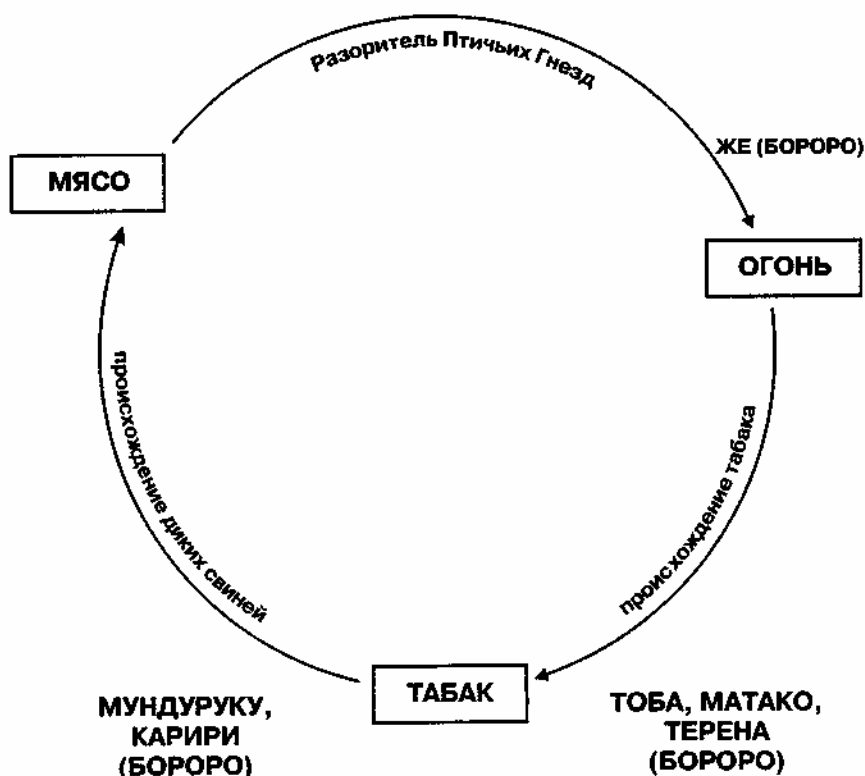 Разоритель Птичьих Гнезд
ЖЕ (БОРОРО)
МЯСО
ОГОНЬ
происхождение диких свиней
происхождение табака
ТАБАК
МУНДУРУКУ,
КАРИРИ
(БОРОРО)
ТОБА, МАТАКО,
ТЕРЕНА
(БОРОРО)